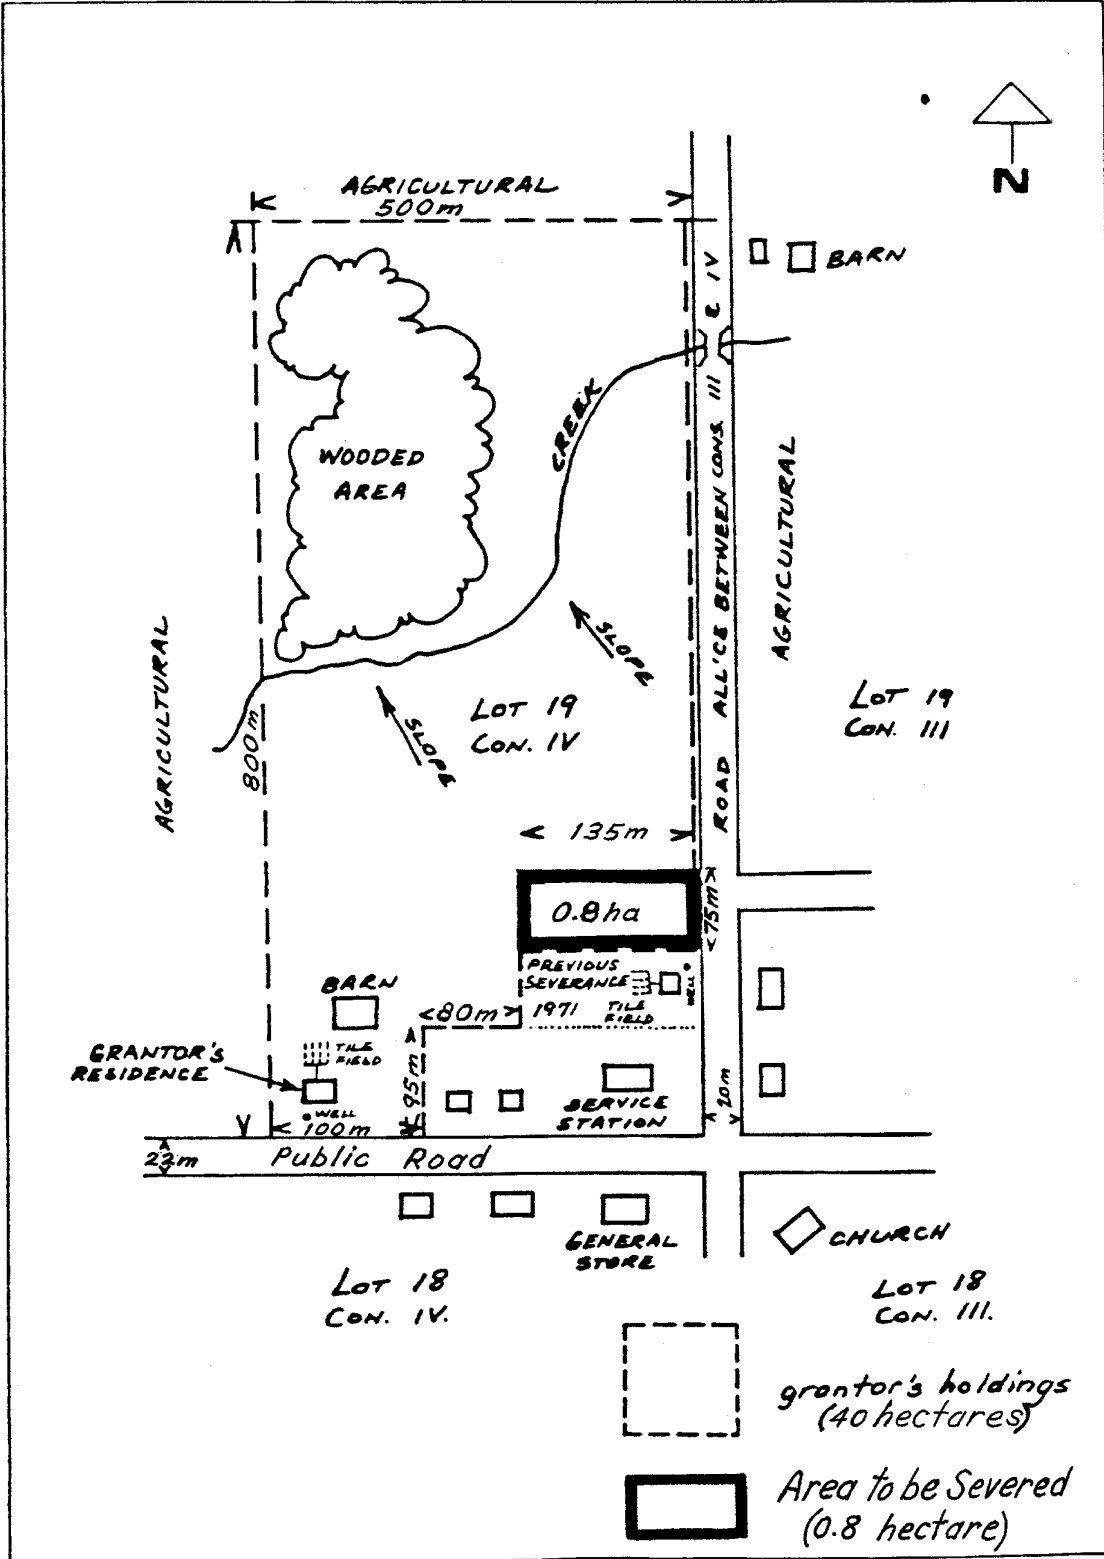 N
AGRICULTURAL
500m
BARN
ROAD ALL'CE BETWEEN CONS. III & IV
CREEK
WOODED
AREA
AGRICULTURAL
SLOPE
AGRICULTURAL
LOT 19
CON. IV
LOT 19
CON. III
800m
SLOPE
135m
0.8 ha
75m
PREVIOUS
SEVERANCE
1971
TILE
FIELD
WELL
BARN
80m
GRANTOR'S
RESIDENCE
TILE
FIELD
95m
20m
SERVICE
STATION
WELL
100m
22m
Public Road
GENERAL
STORE
CHURCH
LOT 18
CON. IV.
LOT 18
CON. III.
grantor's holdings
(40 hectares)
Area to be Severed
(0.8 hectare)